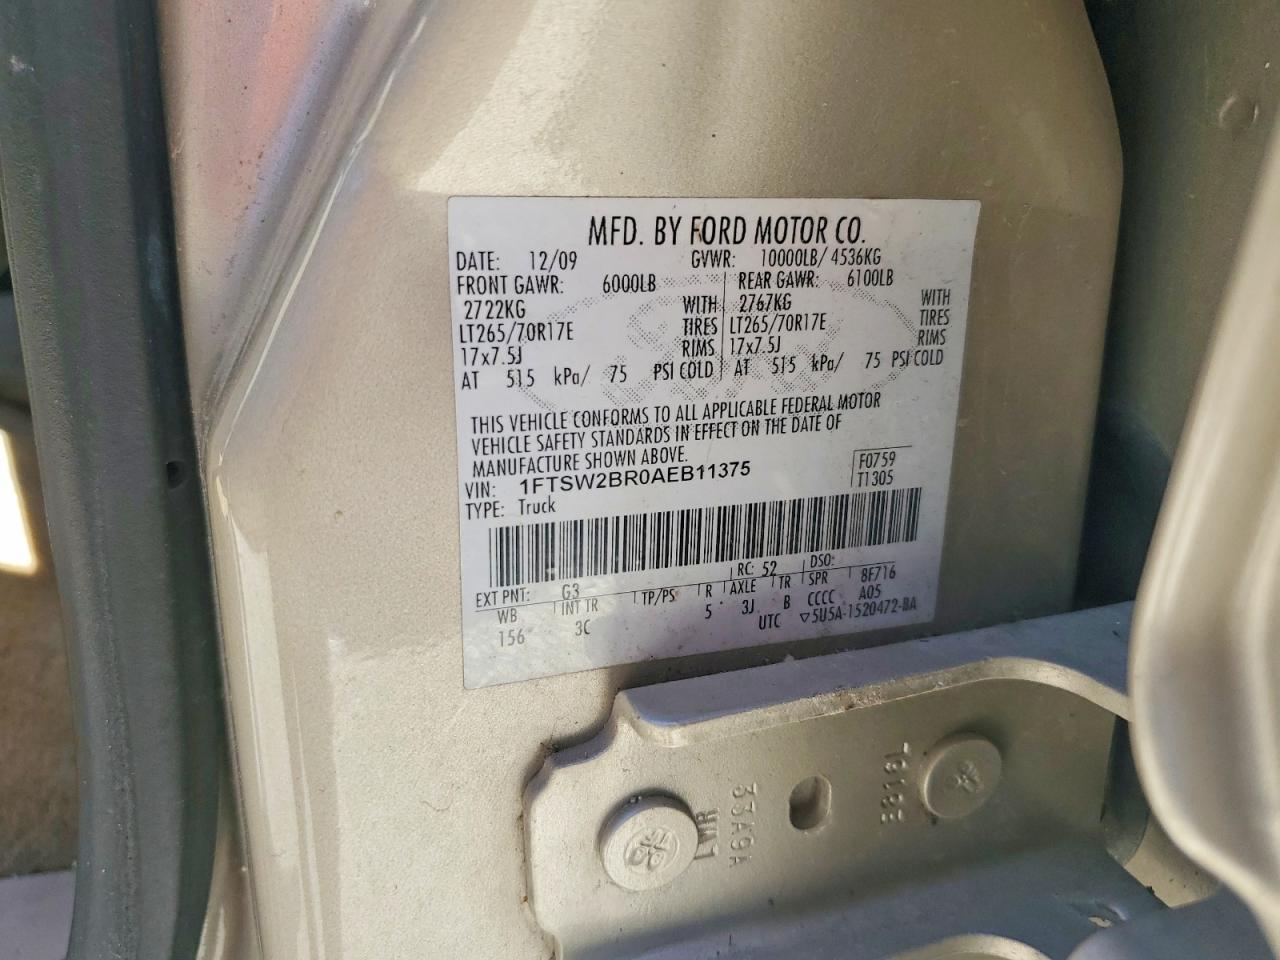 MFD. BY FORD MOTOR CO.
DATE: 12/09 GVWR: 10000LB/ 4536KG
FRONT GAWR: 6000LB REAR GAWR: 6100LB
2722KG WITH 2767KG WITH
LT265/70R17E TIRES LT265/70R17E TIRES
17x7.5J RIMS 17x7.5J RIMS
AT 515 kPa/ 75 PSI COLD AT 515 kPa/ 75 PSI COLD
THIS VEHICLE CONFORMS TO ALL APPLICABLE FEDERAL MOTOR
VEHICLE SAFETY STANDARDS IN EFFECT ON THE DATE OF
MANUFACTURE SHOWN ABOVE.
VIN: 1FTSW2BR0AEB11375 F0759
TYPE: Truck T1305
EXT PNT: G3 RC: 52 DSO:
WB INT TR TP/PS R AXLE TR SPR 8F716
156 3C 5 3J B CCCC A05
UTC ▽5U5A-1520472-BA
33A9A
LWR